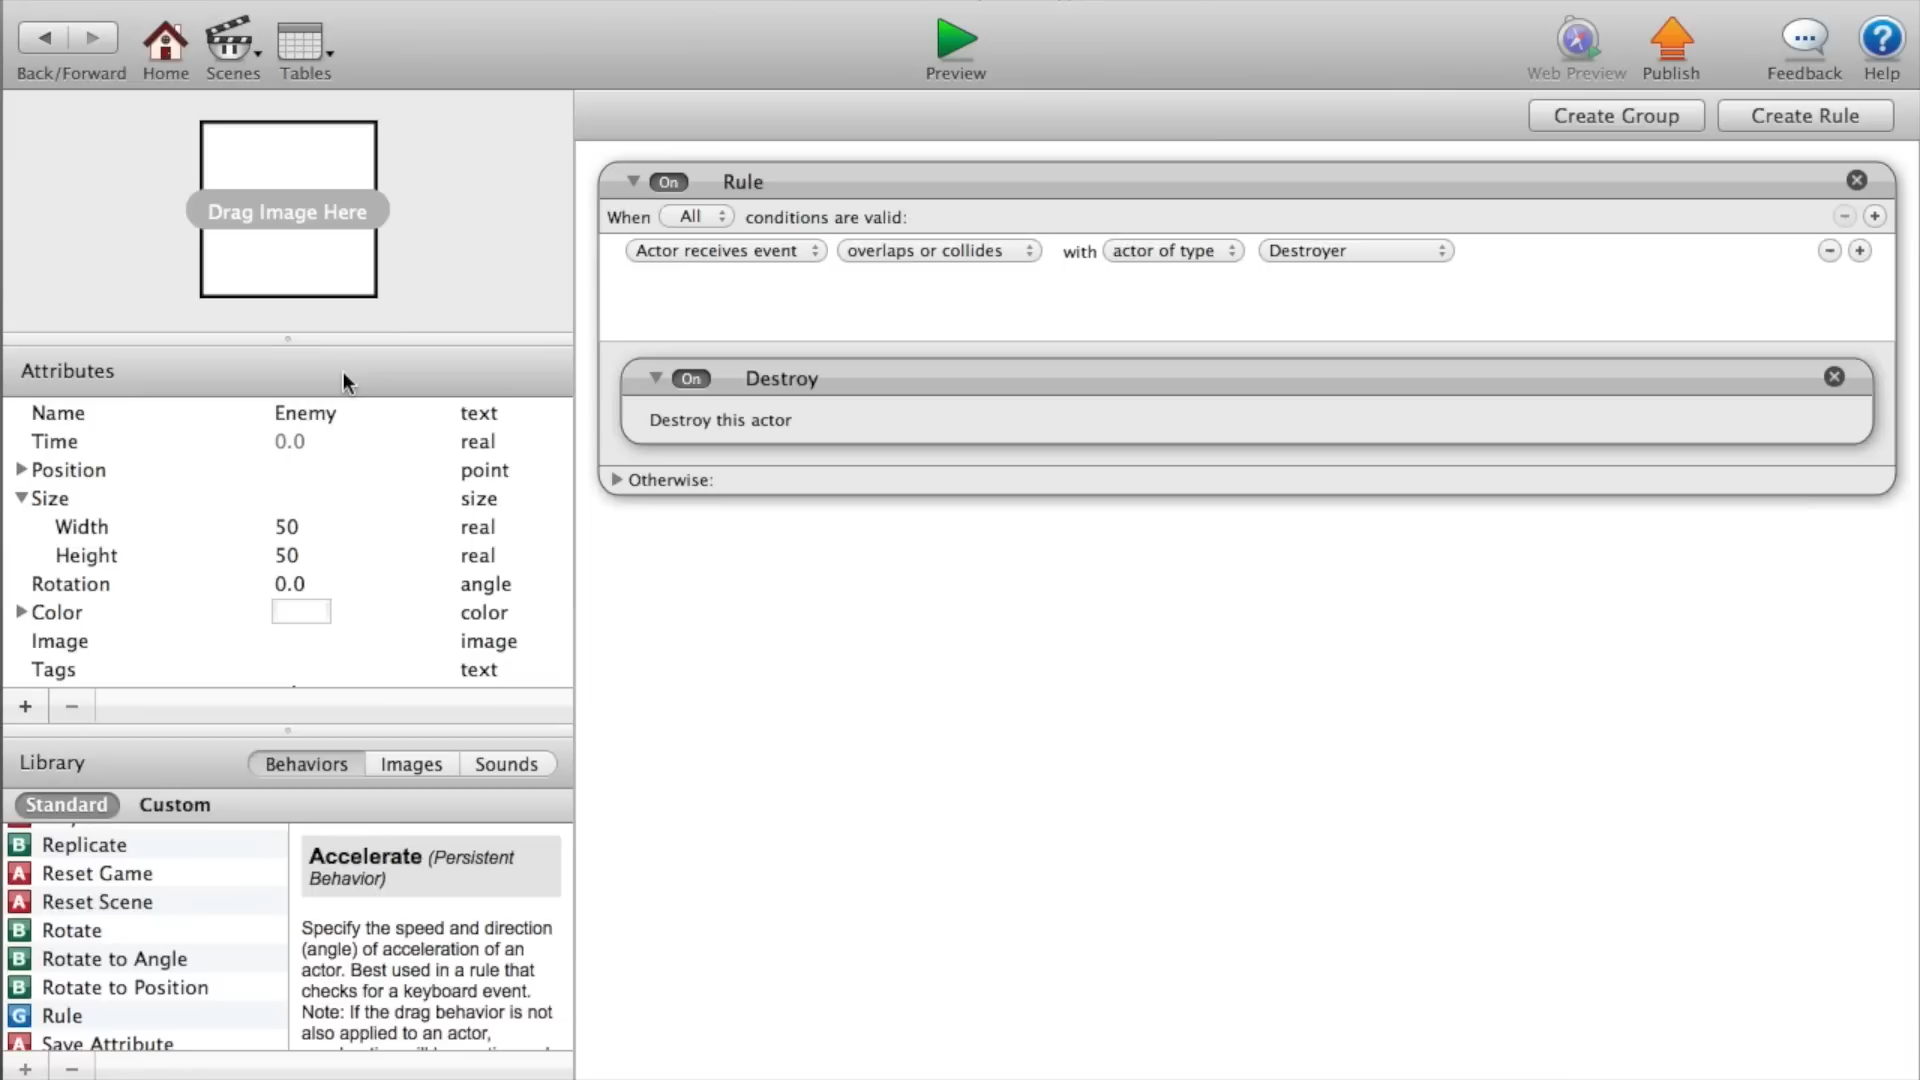 Back/Forward Home Scenes Tables Preview Web Preview Publish Feedback Help
Create Group Create Rule
Drag Image Here
On Rule
When All conditions are valid:
Actor receives event overlaps or collides with actor of type Destroyer
On Destroy
Destroy this actor
Otherwise:
Attributes
Name Enemy text
Time 0.0 real
Position point
Size size
Width 50 real
Height 50 real
Rotation 0.0 angle
Color color
Image image
Tags text
Library Behaviors Images Sounds
Standard Custom
B Replicate
A Reset Game
A Reset Scene
B Rotate
B Rotate to Angle
B Rotate to Position
G Rule
A Save Attribute
Accelerate (Persistent
Behavior)
Specify the speed and direction
(angle) of acceleration of an
actor. Best used in a rule that
checks for a keyboard event.
Note: If the drag behavior is not
also applied to an actor,